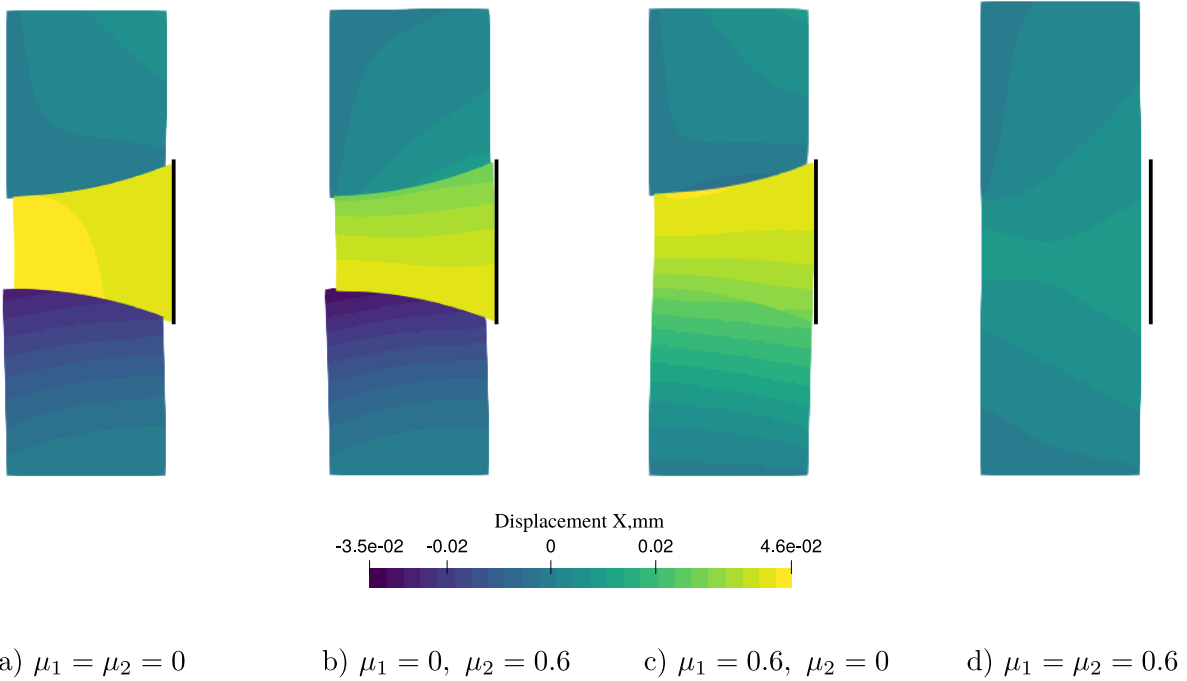 Displacement X,mm
-3.5e-02 -0.02 0 0.02 4.6e-02
a) μ₁ = μ₂ = 0 b) μ₁ = 0, μ₂ = 0.6 c) μ₁ = 0.6, μ₂ = 0 d) μ₁ = μ₂ = 0.6